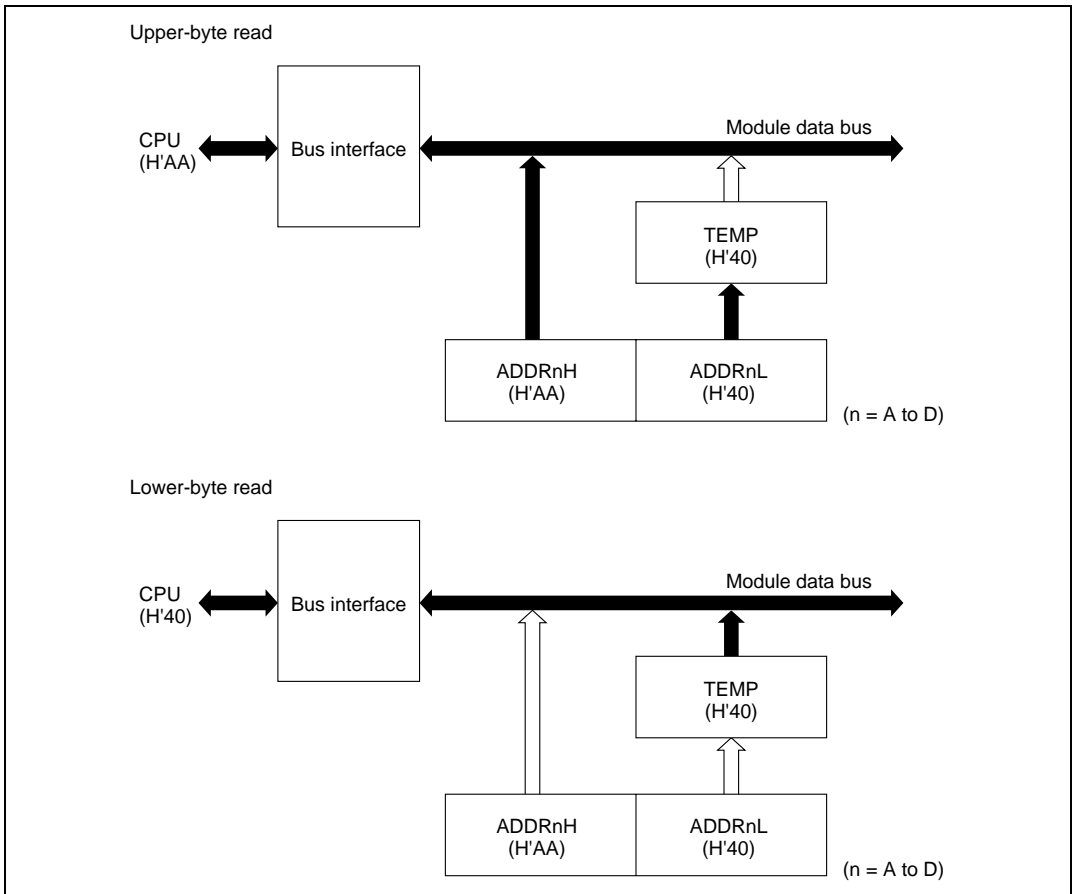 Upper-byte read
CPU
(H'AA)
Bus interface
Module data bus
TEMP
(H'40)
ADDRnH
(H'AA)
ADDRnL
(H'40)
(n = A to D)
Lower-byte read
CPU
(H'40)
Bus interface
Module data bus
TEMP
(H'40)
ADDRnH
(H'AA)
ADDRnL
(H'40)
(n = A to D)